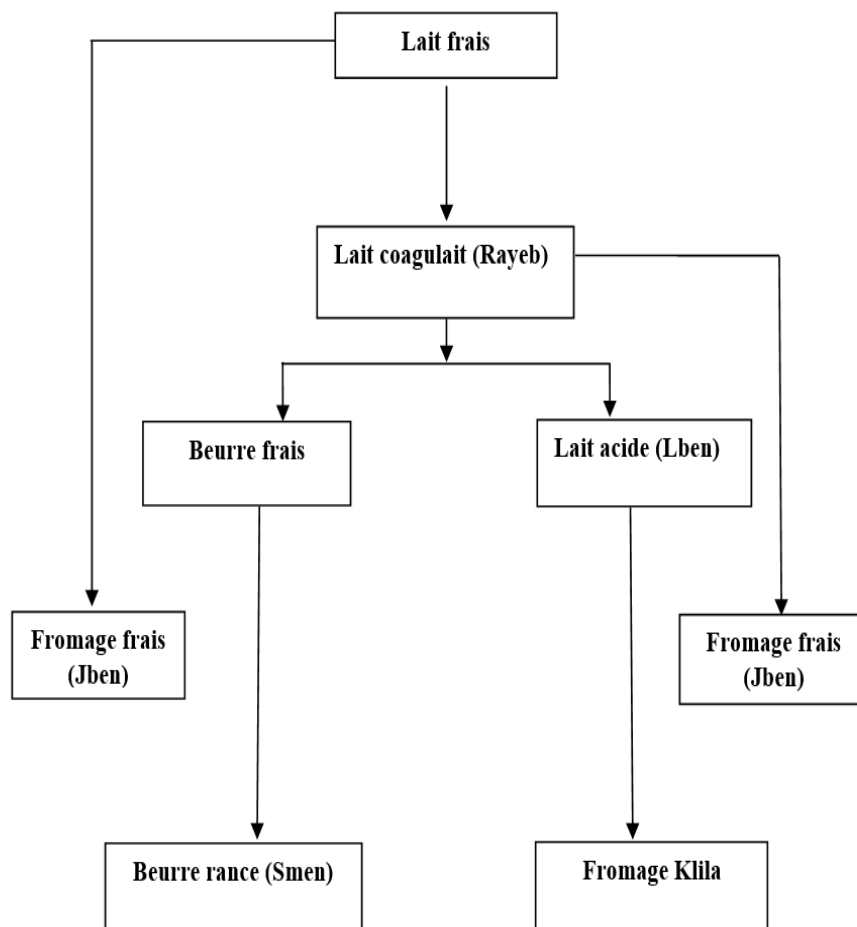 Lait frais
Lait coagulait (Rayeb)
Beurre frais
Lait acide (Lben)
Fromage frais
(Jben)
Fromage frais
(Jben)
Beurre rance (Smen)
Fromage Klila